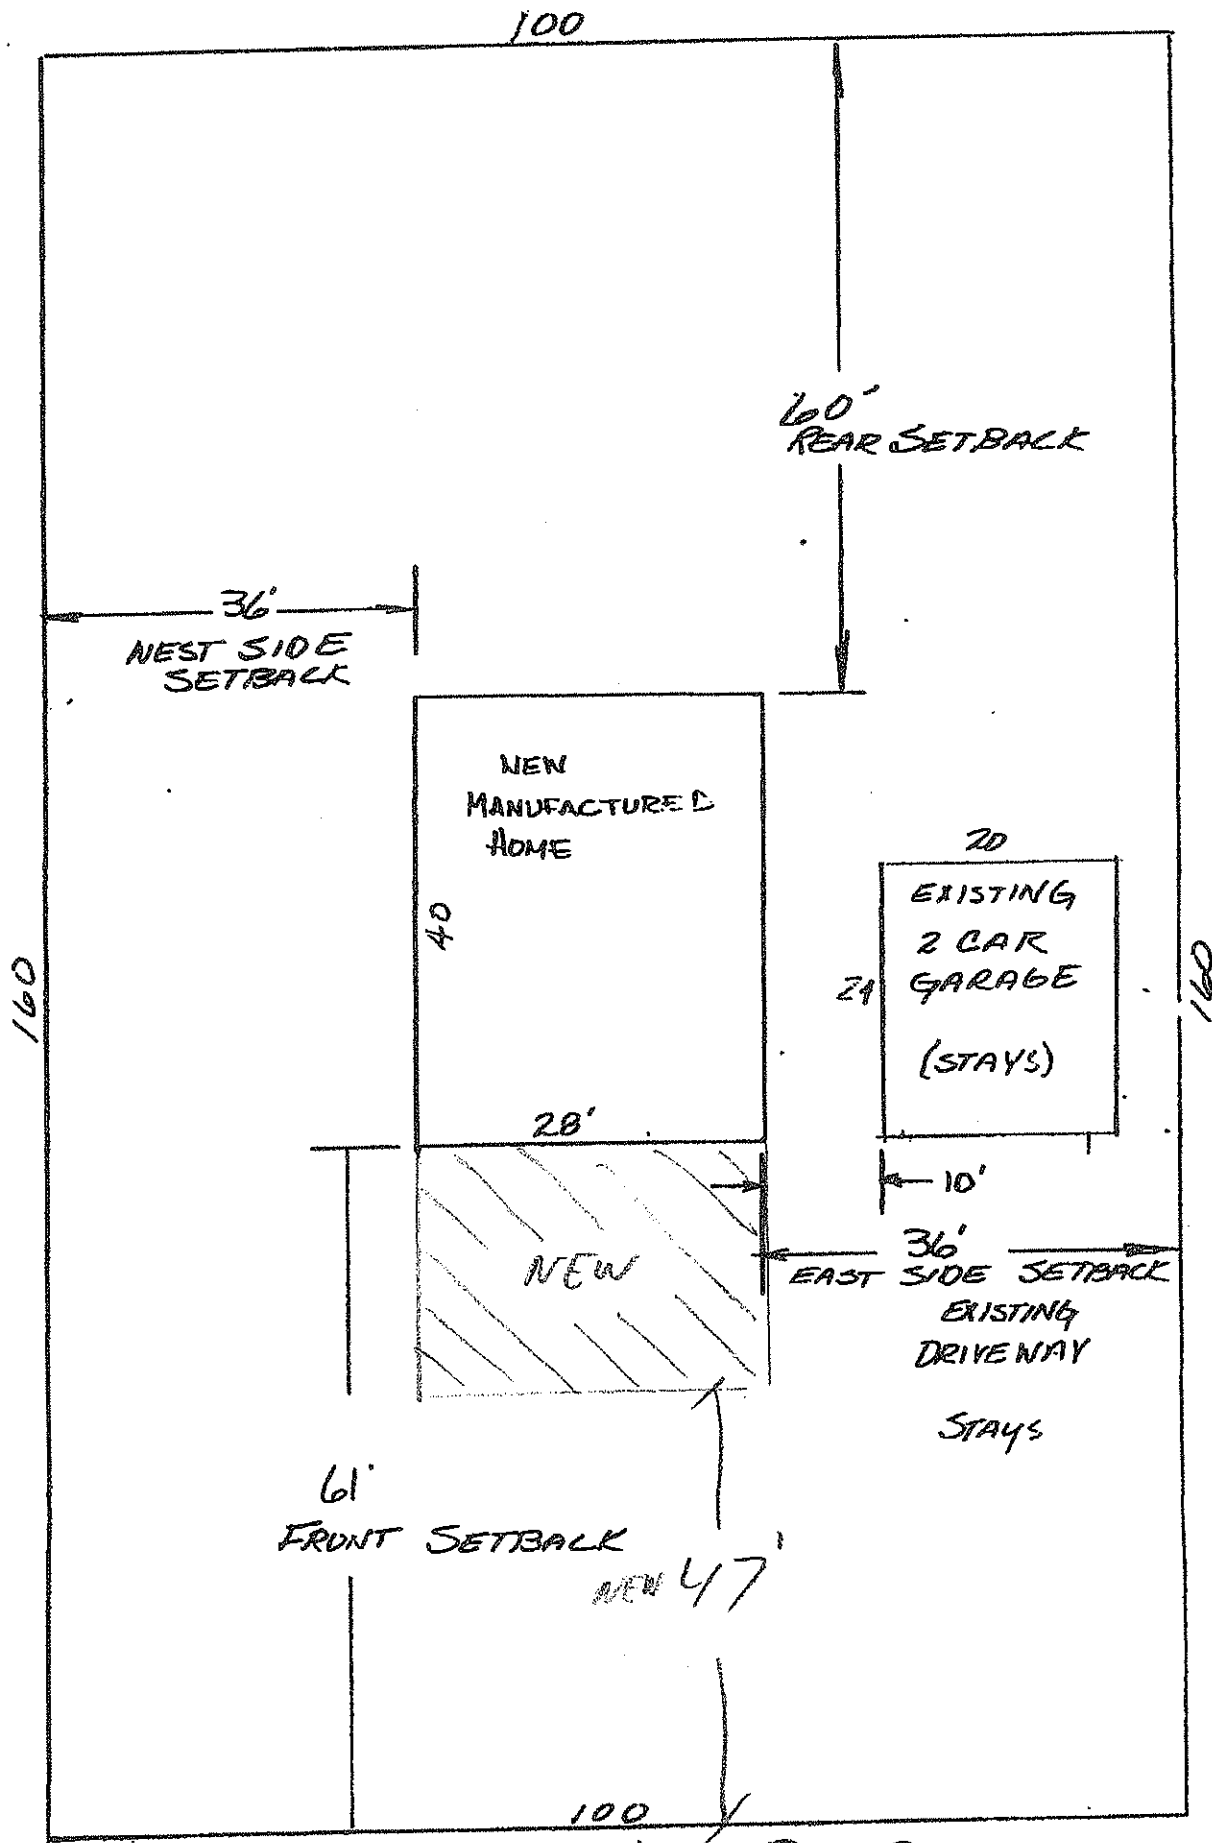 100
60'
REAR SETBACK
36'
WEST SIDE
SETBACK
NEW
MANUFACTURED
HOME
40
20
EXISTING
2 CAR
GARAGE
(STAYS)
24
160
160
28'
10'
NEW
36'
EAST SIDE SETBACK
EXISTING
DRIVEWAY
STAYS
61'
FRONT SETBACK
NEW 47'
100